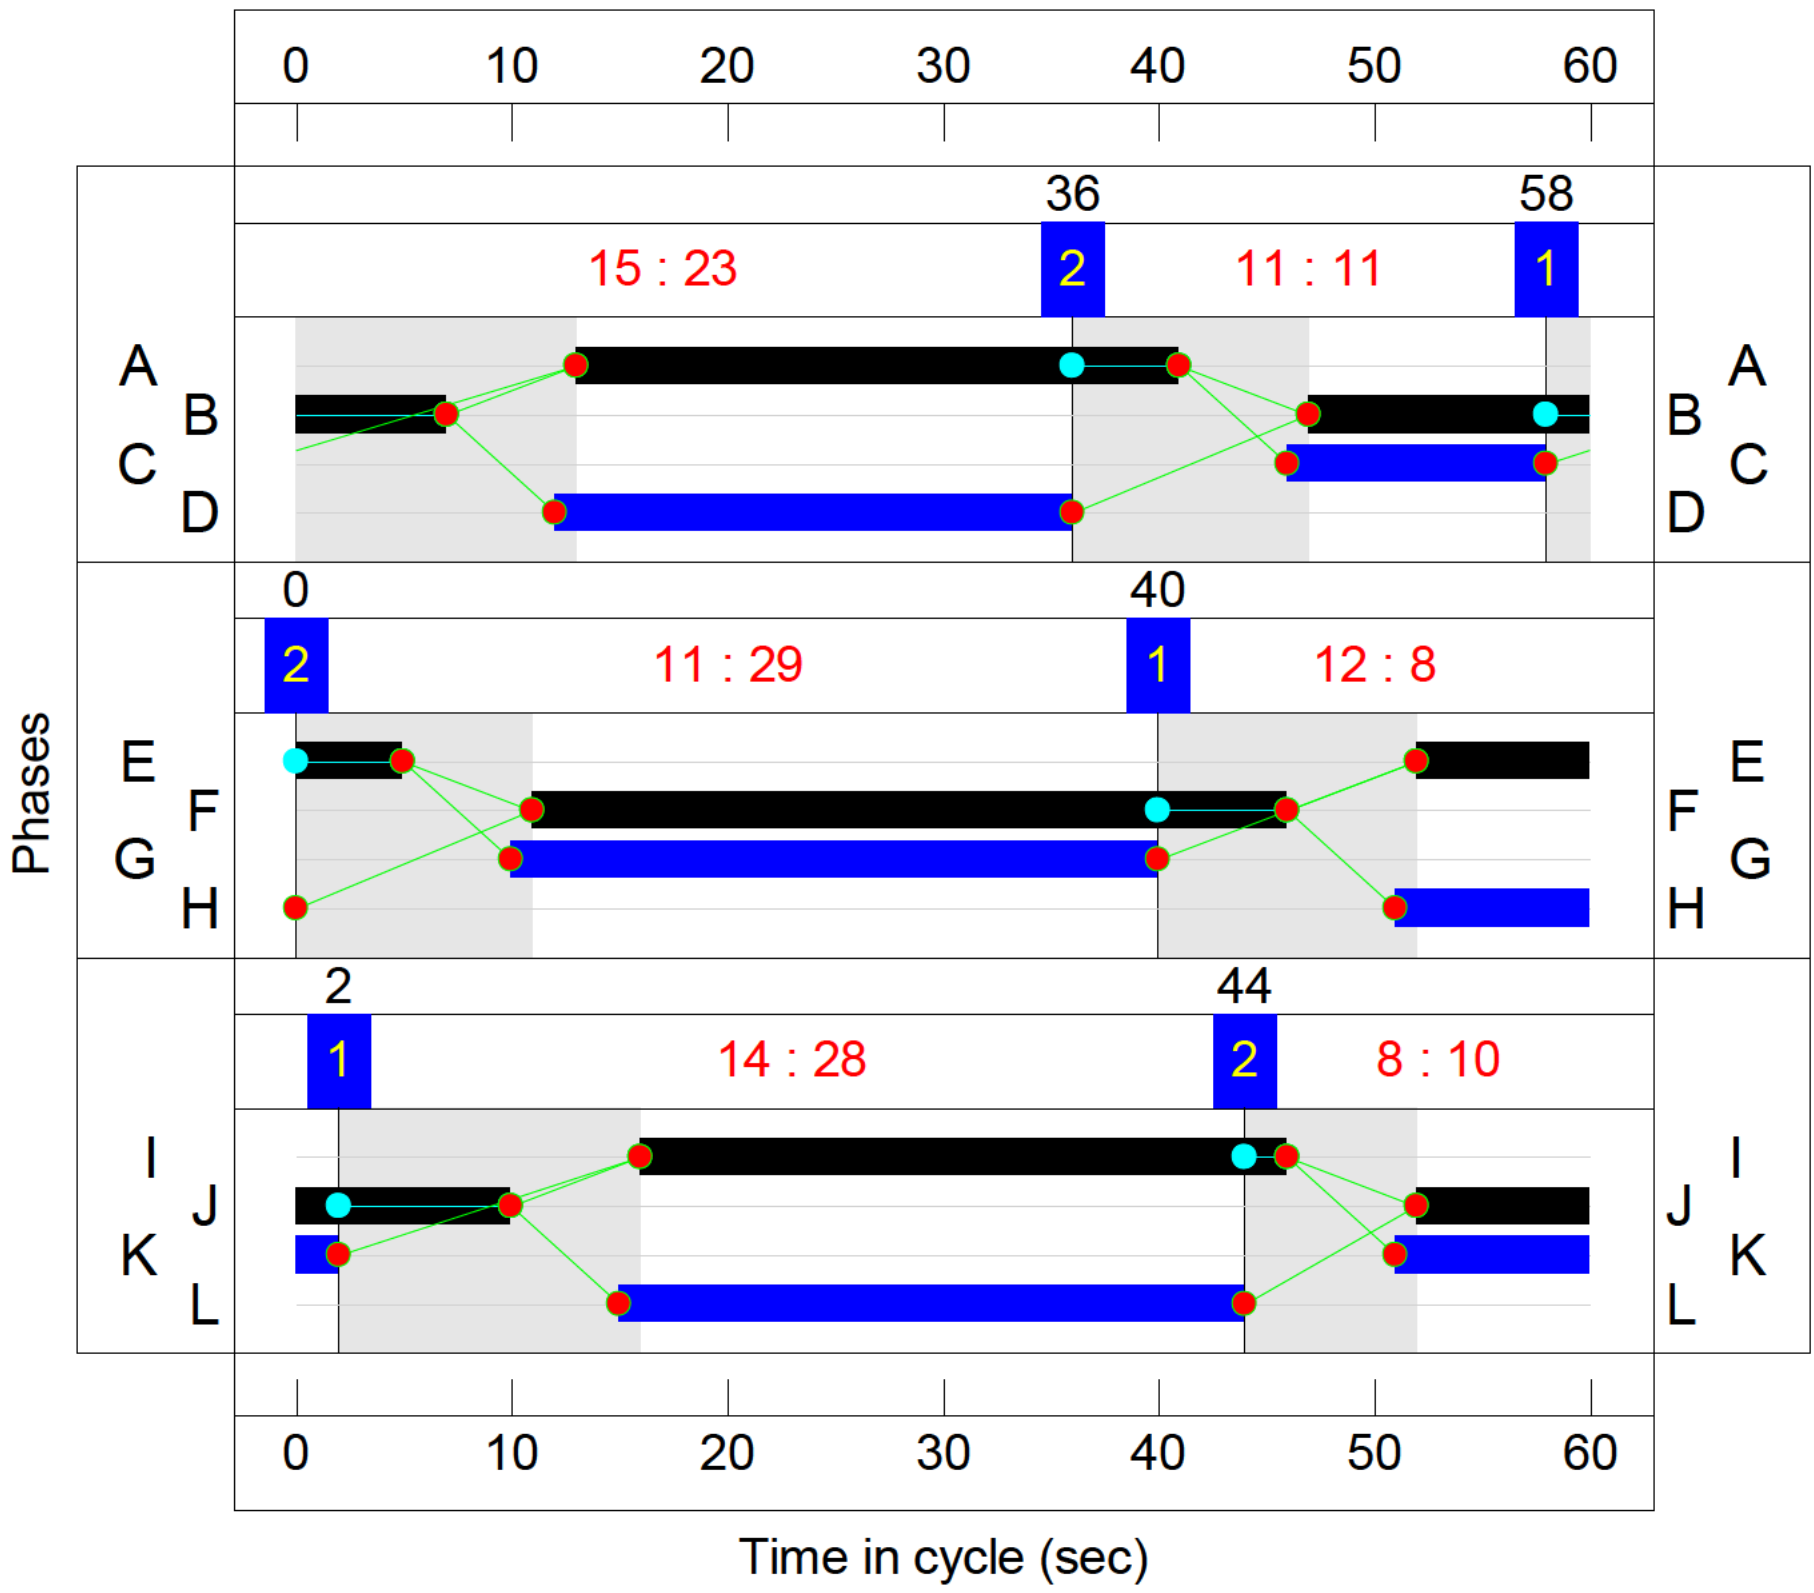 0 10 20 30 40 50 60
36 58
15 : 23 2 11 : 11 1
A A
B B
C C
D D
0 40
2 11 : 29 1 12 : 8
E E
F F
G G
H H
Phases
2 44
1 14 : 28 2 8 : 10
I I
J J
K K
L L
0 10 20 30 40 50 60
Time in cycle (sec)